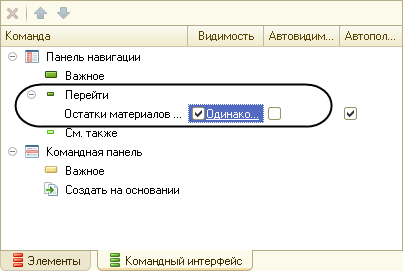 Команда Видимость Автовидим... Автопол...
Панель навигации
Важное
Перейти
Остатки материалов ... Одинако...
См. также
Командная панель
Важное
Создать на основании
Элементы Командный интерфейс